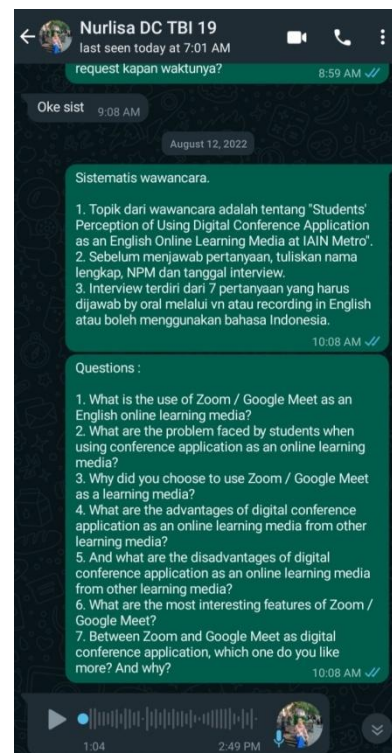 Nurlisa DC TBI 19
last seen today at 7:01 AM
request kapan waktunya?
8:59 AM
Oke sist 9:08 AM
August 12, 2022
Sistematis wawancara.
1. Topik dari wawancara adalah tentang "Students'
Perception of Using Digital Conference Application
as an English Online Learning Media at IAIN Metro".
2. Sebelum menjawab pertanyaan, tuliskan nama
lengkap, NPM dan tanggal interview.
3. Interview terdiri dari 7 pertanyaan yang harus
dijawab by oral melalui vn atau recording in English
atau boleh menggunakan bahasa Indonesia.
10:08 AM
Questions :
1. What is the use of Zoom / Google Meet as an
English online learning media?
2. What are the problem faced by students when
using conference application as an online learning
media?
3. Why did you choose to use Zoom / Google Meet
as a learning media?
4. What are the advantages of digital conference
application as an online learning media from other
learning media?
5. And what are the disadvantages of digital
conference application as an online learning media
from other learning media?
6. What are the most interesting features of Zoom /
Google Meet?
7. Between Zoom and Google Meet as digital
conference application, which one do you like
more? And why?
10:08 AM
1:04 2:49 PM